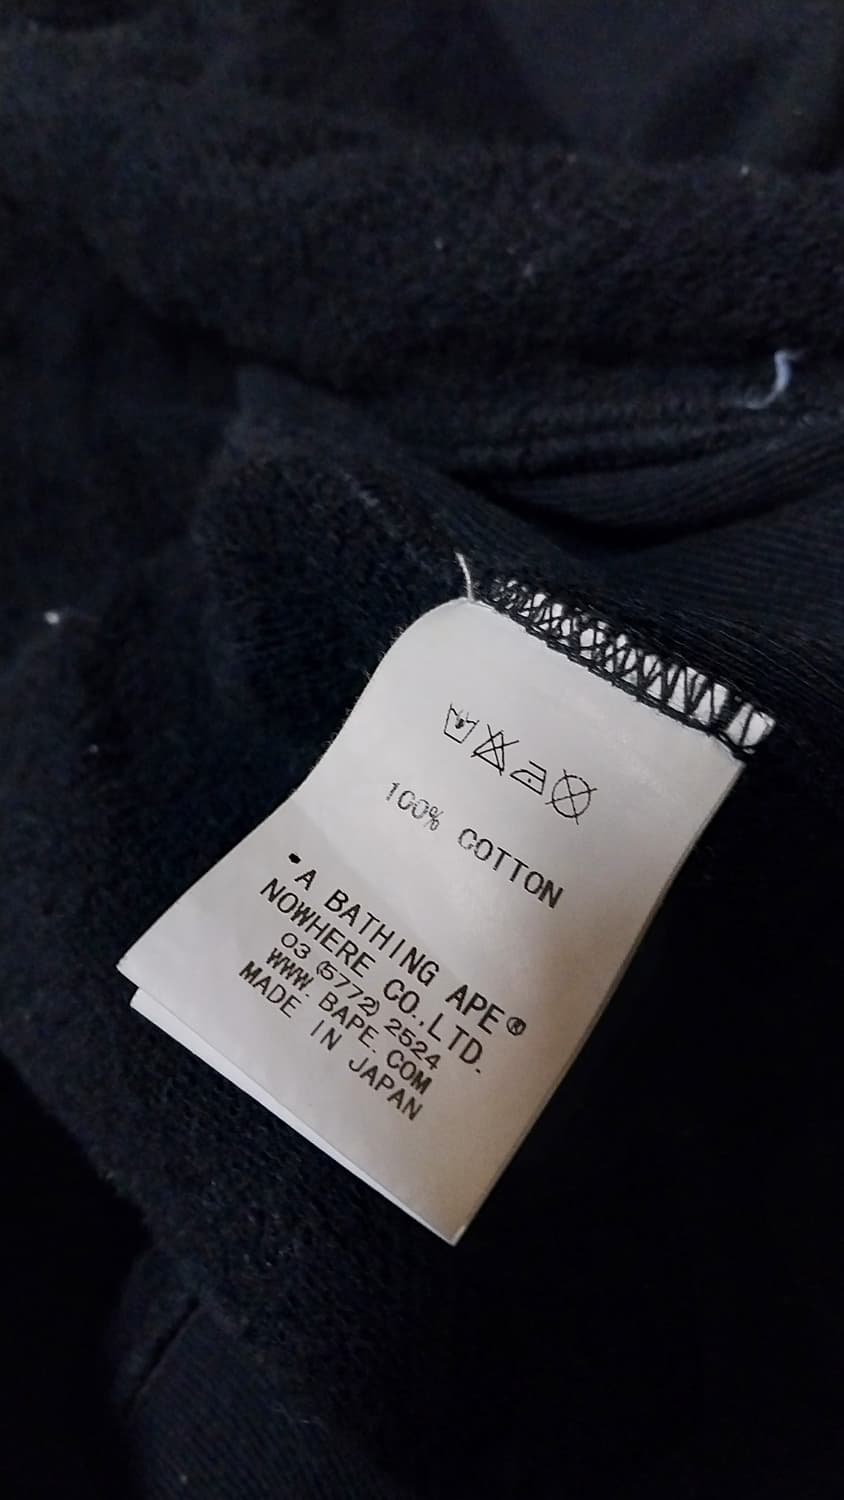 100% COTTON
A BATHING APE®
NOWHERE CO.,LTD.
03 (5772) 2524
WWW. BAPE. COM
MADE IN JAPAN